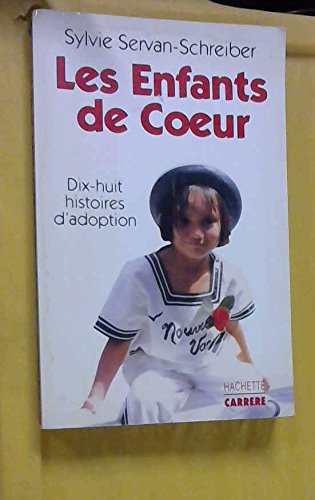 Sylvie Servan-Schreiber
Les Enfants
de Coeur
Dix-huit
histoires
d'adoption
HACHETTE
CARRERE